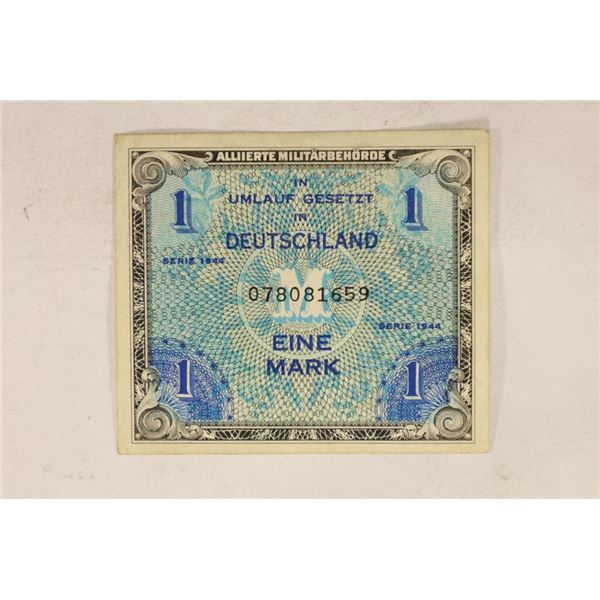 ALLIIERTE MILITÄRBEHÖRDE
IN
UMLAUF GESETZT
IN
DEUTSCHLAND
1
1
SERIE 1944
M
078081659
SERIE 1944
EINE
MARK
1
1